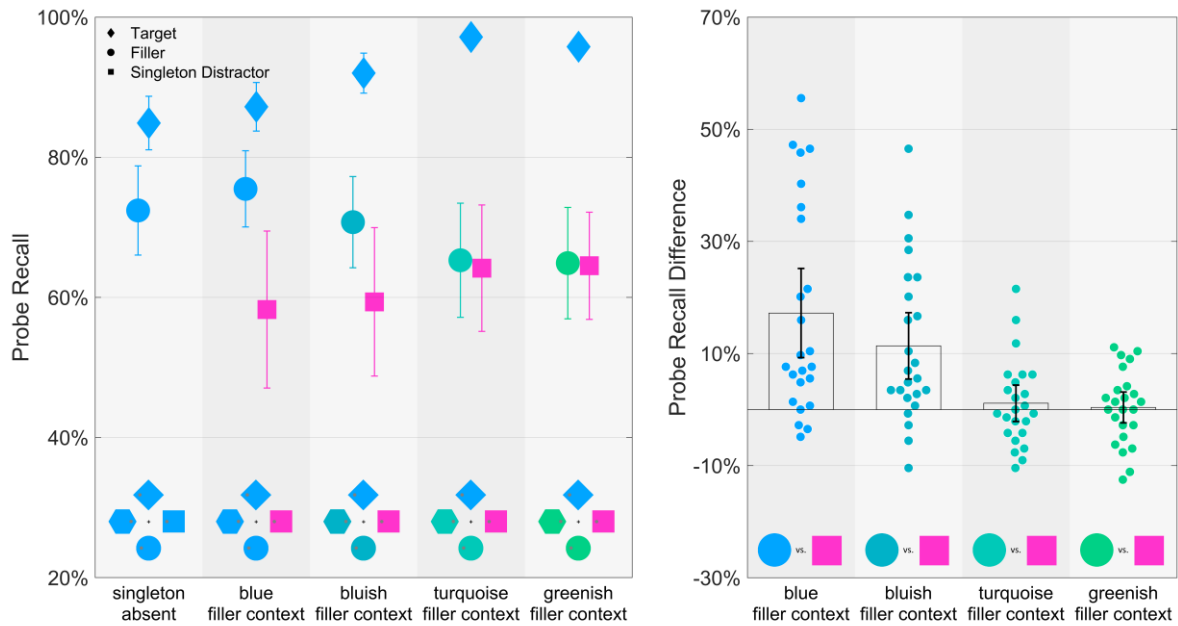 100%
80%
60%
40%
20%
Probe Recall
Target
Filler
Singleton Distractor
singleton absent
blue filler context
bluish filler context
turquoise filler context
greenish filler context
70%
50%
30%
10%
-10%
-30%
Probe Recall Difference
vs.
vs.
vs.
vs.
blue filler context
bluish filler context
turquoise filler context
greenish filler context